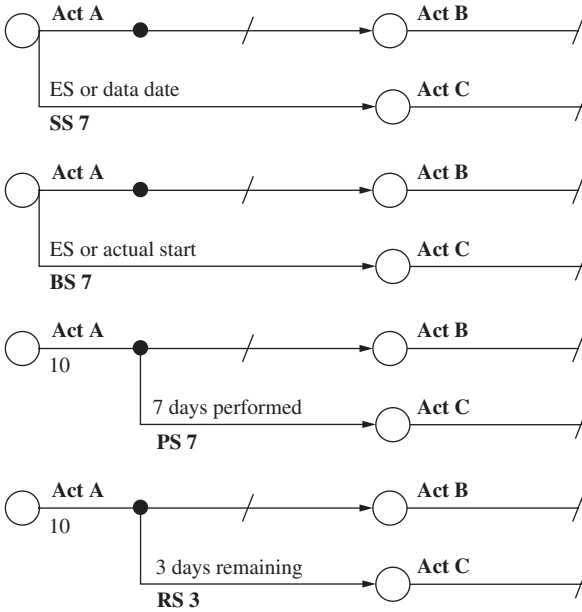 Act A
Act B
ES or data date
Act C
SS 7
Act A
Act B
ES or actual start
Act C
BS 7
Act A
Act B
10
7 days performed
Act C
PS 7
Act A
Act B
10
3 days remaining
Act C
RS 3